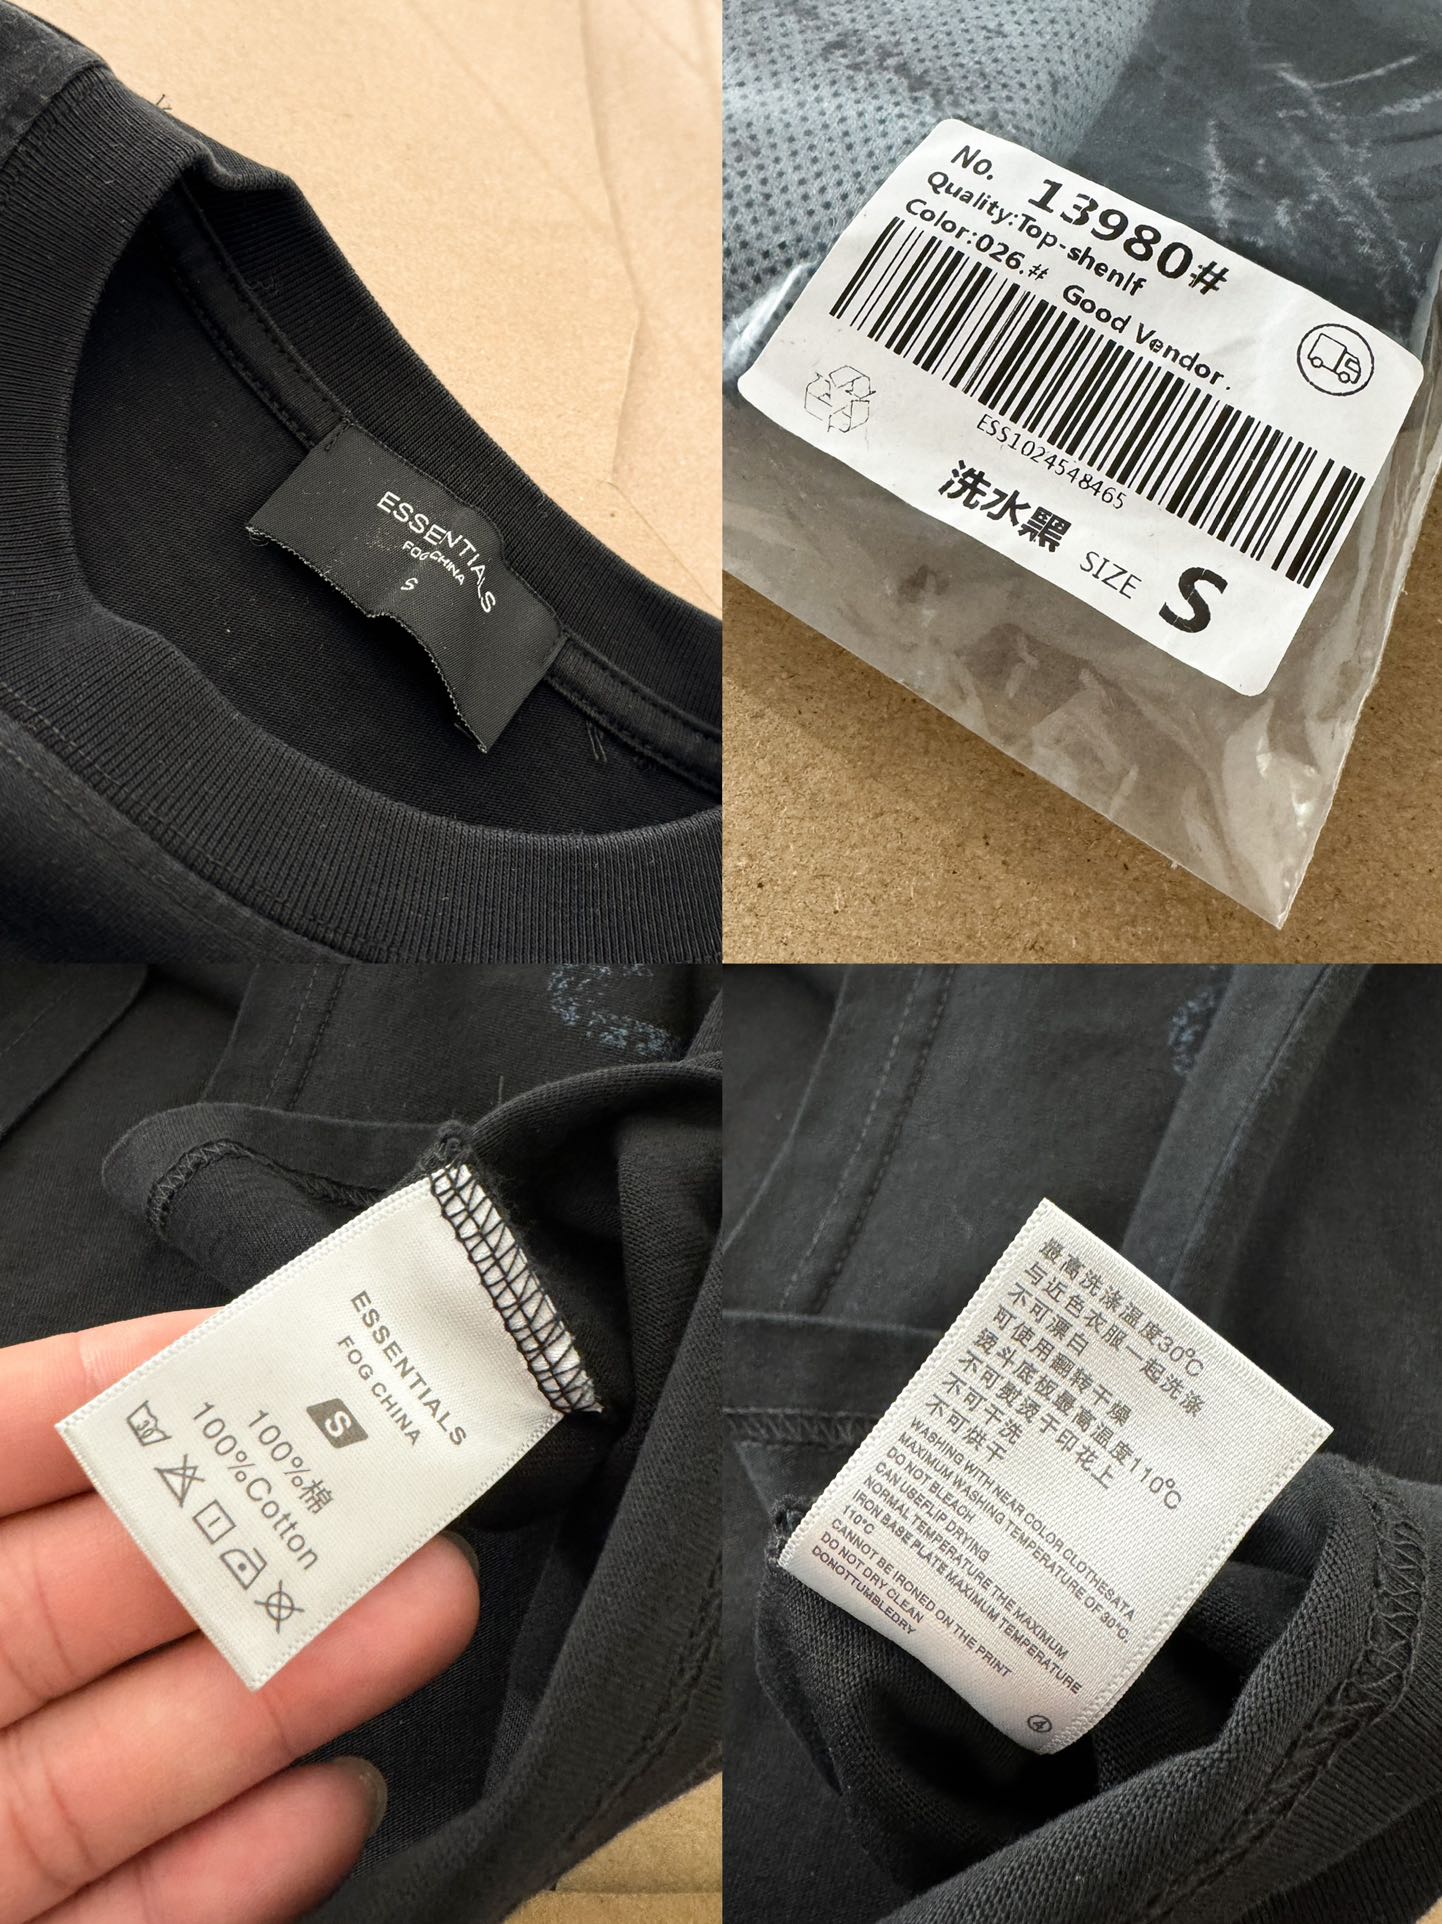 ESSENTIALS
FOG CHINA
S
No. 13980#
Quality:Top-shenlf
Color:026.# Good Vendor.
ESS1024548465
洗水黑 SIZE S
ESSENTIALS
FOG CHINA
S
100%棉
100%Cotton
30
最高洗涤温度30℃
与近色衣服一起洗涤
不可漂白
可使用翻转干燥
熨斗底板最高温度110℃
不可熨烫于印花上
不可干洗
不可烘干
WASHING WITH NEAR COLOR CLOTHESATA
MAXIMUM WASHING TEMPERATURE OF 30°C.
DO NOT BLEACH
CAN USEFLIP DRYING
NORMAL TEMPERATURE THE MAXIMUM
IRON BASE PLATE MAXIMUM TEMPERATURE
110°C
CANNOT BE IRONED ON THE PRINT
DO NOT DRY CLEAN
DONOTTUMBLEDRY
④